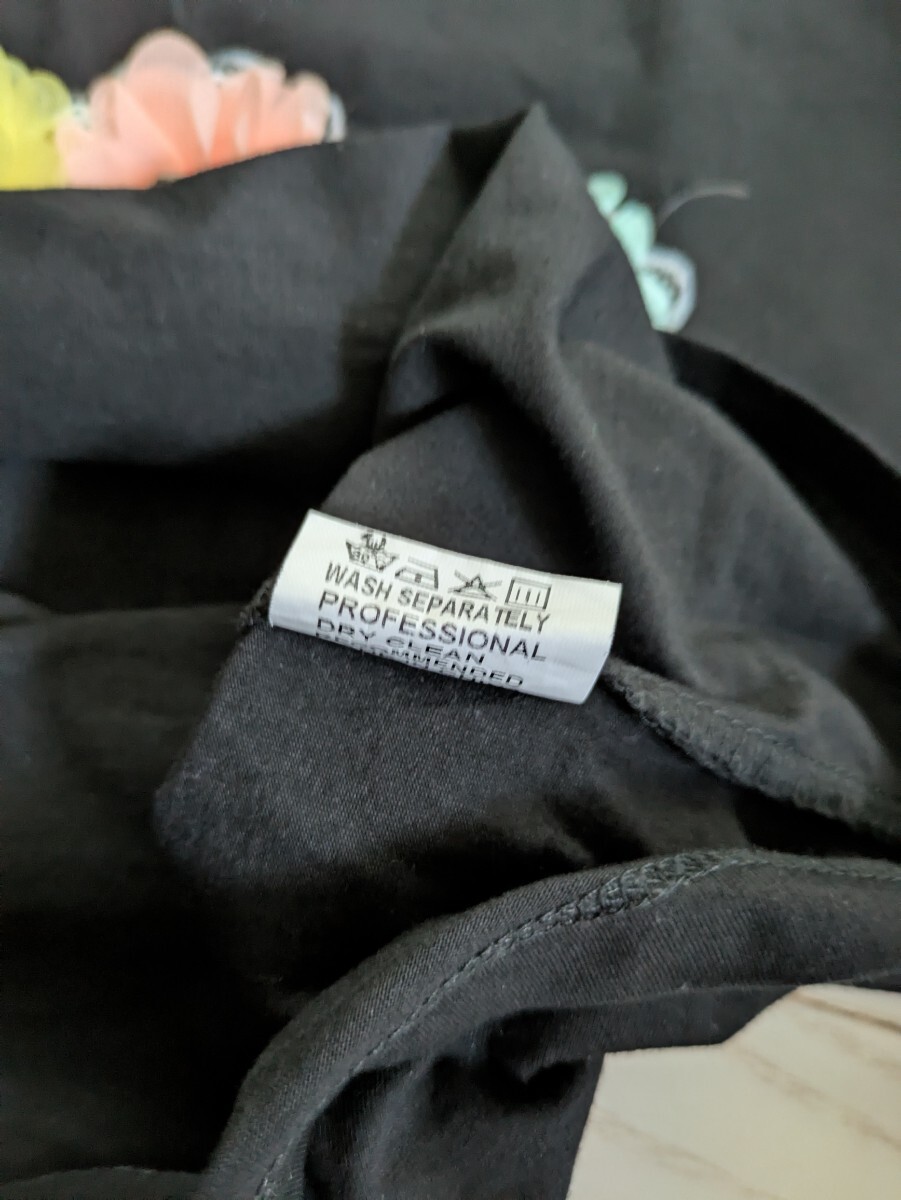 WASH SEPARATELY
PROFESSIONAL
DRY CLEAN
RECOMMENDED